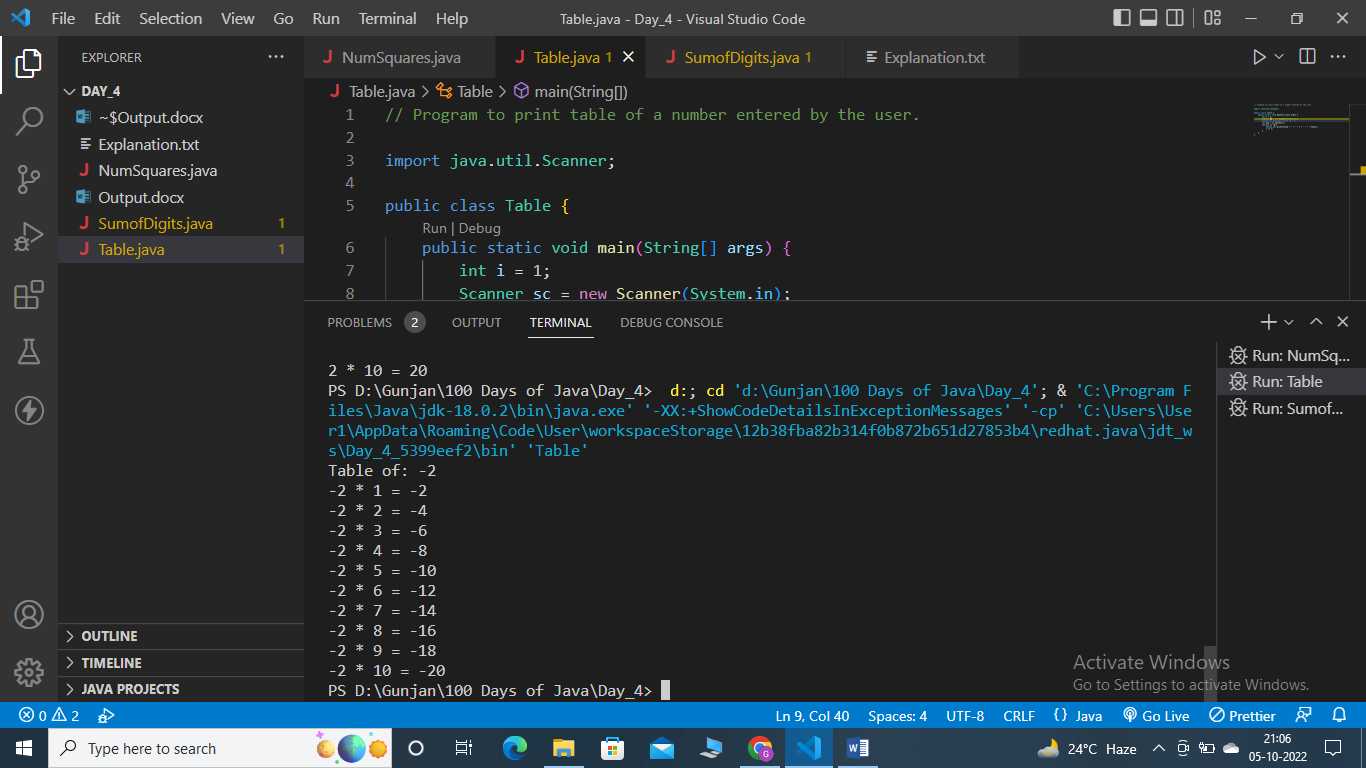 File Edit Selection View Go Run Terminal Help
Table.java - Day_4 - Visual Studio Code
EXPLORER
DAY_4
~$Output.docx
Explanation.txt
NumSquares.java
Output.docx
SumofDigits.java 1
Table.java 1
OUTLINE
TIMELINE
JAVA PROJECTS
NumSquares.java Table.java 1 SumofDigits.java 1 Explanation.txt
Table.java > Table > main(String[])
1 // Program to print table of a number entered by the user.
2
3 import java.util.Scanner;
4
5 public class Table {
Run | Debug
6 public static void main(String[] args) {
7 int i = 1;
8 Scanner sc = new Scanner(System.in);
PROBLEMS 2 OUTPUT TERMINAL DEBUG CONSOLE
2 * 10 = 20
PS D:\Gunjan\100 Days of Java\Day_4>  d:; cd 'd:\Gunjan\100 Days of Java\Day_4'; & 'C:\Program F
iles\Java\jdk-18.0.2\bin\java.exe' '-XX:+ShowCodeDetailsInExceptionMessages' '-cp' 'C:\Users\Use
r1\AppData\Roaming\Code\User\workspaceStorage\12b38fba82b314f0b872b651d27853b4\redhat.java\jdt_w
s\Day_4_5399eef2\bin' 'Table'
Table of: -2
-2 * 1 = -2
-2 * 2 = -4
-2 * 3 = -6
-2 * 4 = -8
-2 * 5 = -10
-2 * 6 = -12
-2 * 7 = -14
-2 * 8 = -16
-2 * 9 = -18
-2 * 10 = -20
PS D:\Gunjan\100 Days of Java\Day_4>
Run: NumSq...
Run: Table
Run: Sumof...
Activate Windows
Go to Settings to activate Windows.
0 2 Ln 9, Col 40 Spaces: 4 UTF-8 CRLF {} Java Go Live Prettier
Type here to search
24°C Haze
21:06
05-10-2022